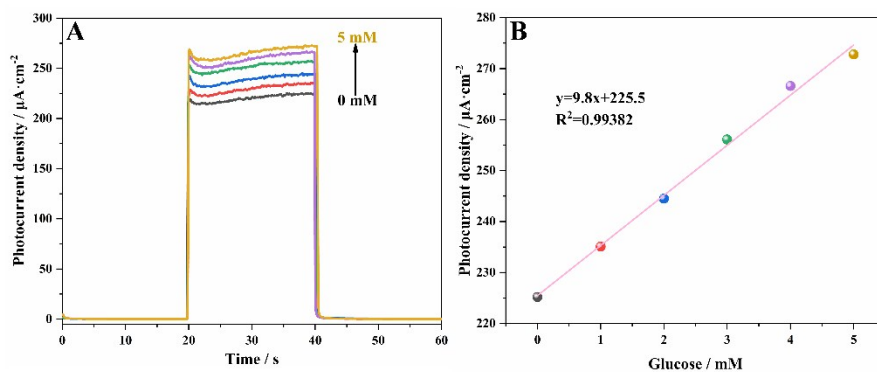 A
5 mM
0 mM
Photocurrent density / μA·cm⁻²
300
250
200
150
100
50
0
0 10 20 30 40 50 60
Time / s
B
y=9.8x+225.5
R²=0.99382
Photocurrent density / μA·cm⁻²
280
270
260
250
240
230
220
0 1 2 3 4 5
Glucose / mM